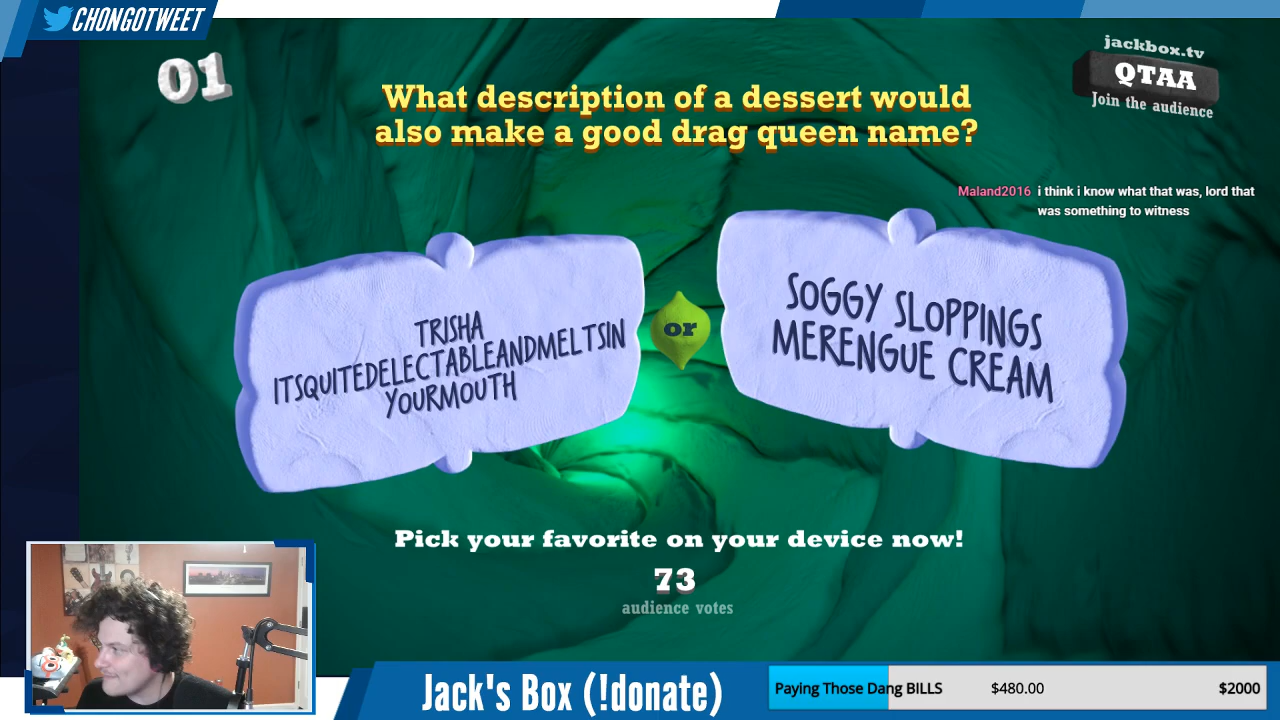 CHONGOTWEET
01
What description of a dessert would
also make a good drag queen name?
jackbox.tv
QTAA
Join the audience
Maland2016 i think i know what that was, lord that
was something to witness
TRISHA
ITSQUITEDELECTABLEANDMELTSIN
YOURMOUTH
or
SOGGY SLOPPINGS
MERENGUE CREAM
Pick your favorite on your device now!
73
audience votes
Jack's Box (!donate)
Paying Those Dang BILLS $480.00 $2000